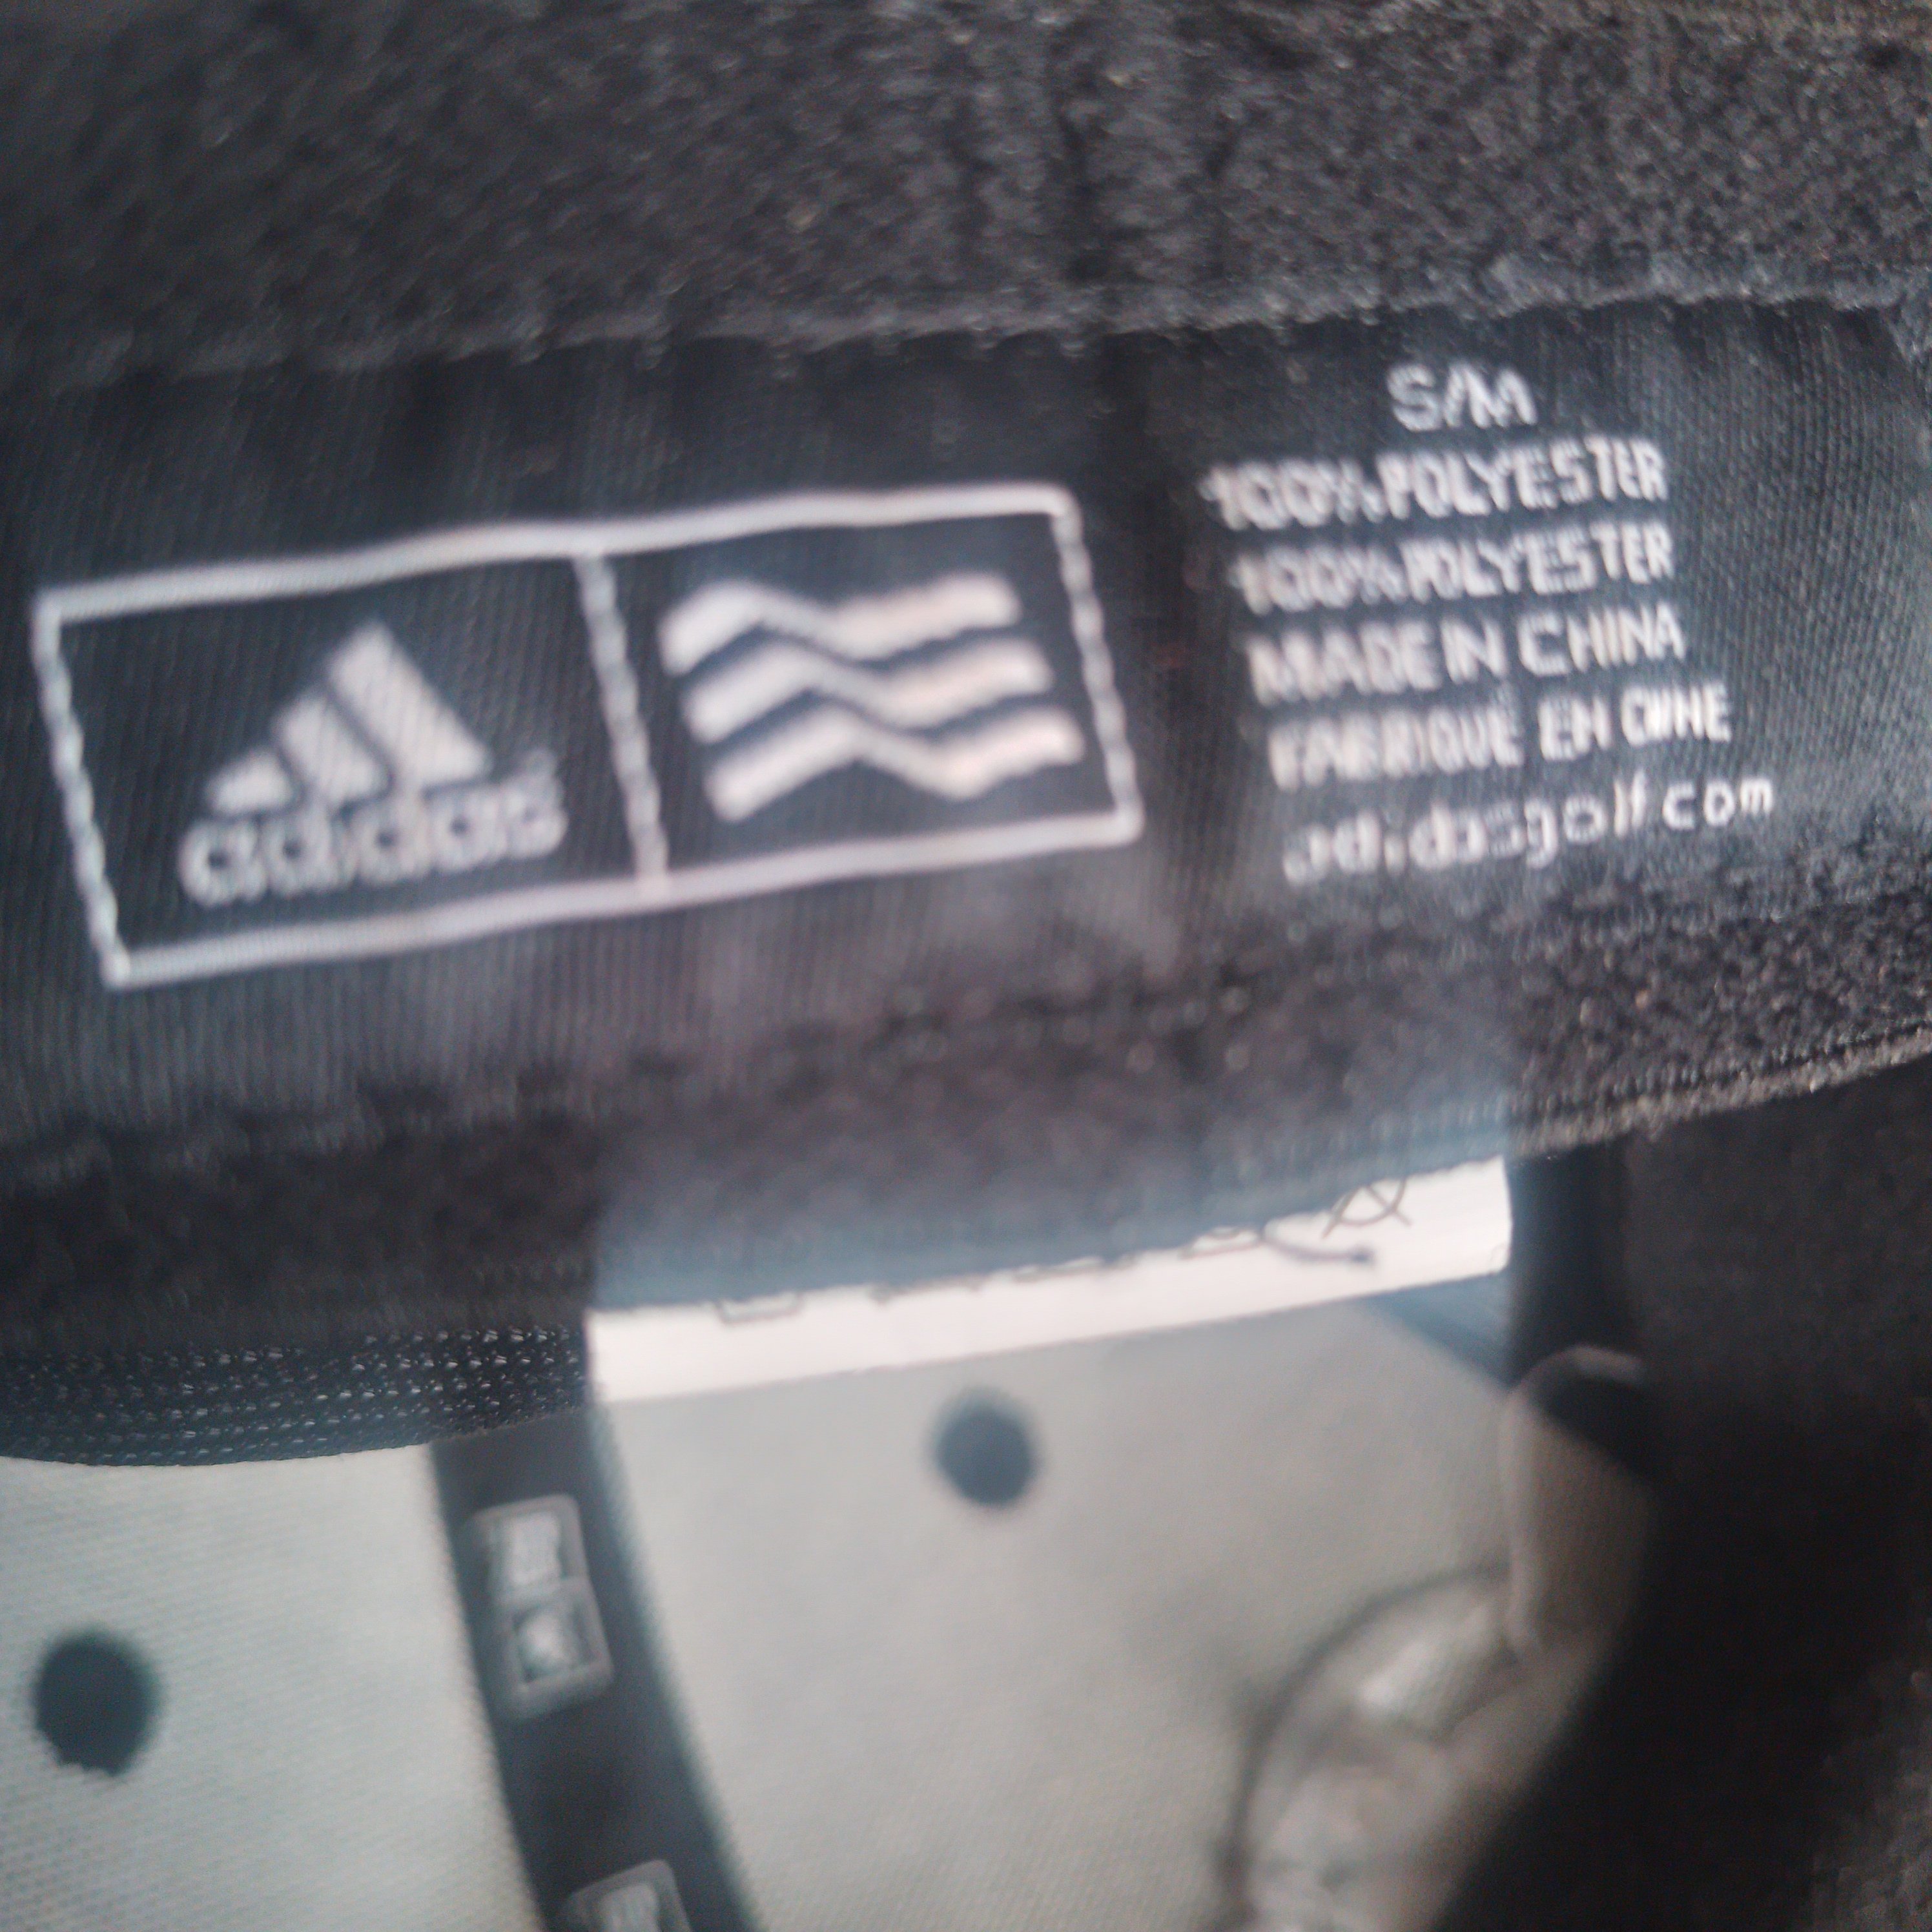 adidas
S/M
100% POLYESTER
100% POLYESTER
MADE IN CHINA
FABRIQUÉ EN CHINE
adidasgolf.com